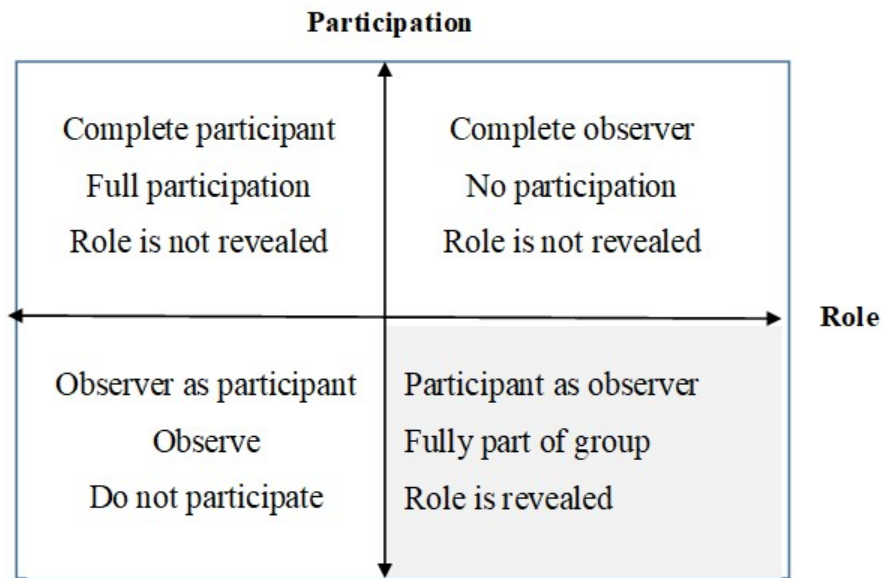 Participation
Complete participant
Full participation
Role is not revealed
Complete observer
No participation
Role is not revealed
Role
Observer as participant
Observe
Do not participate
Participant as observer
Fully part of group
Role is revealed